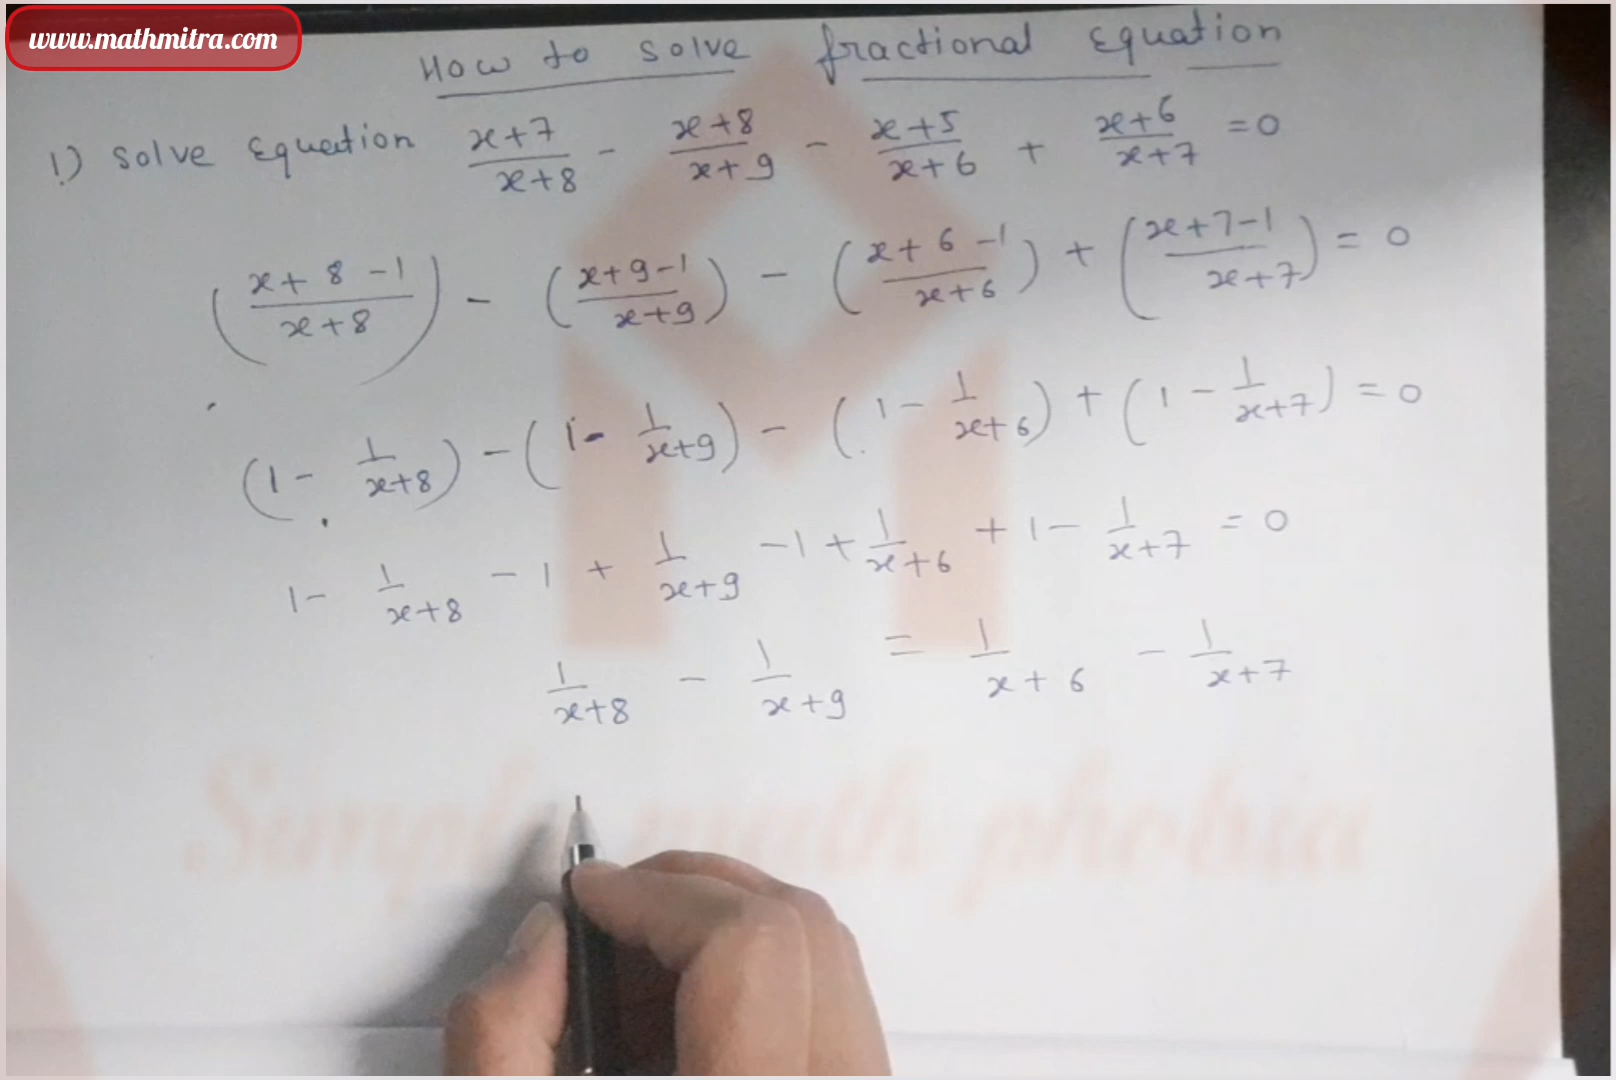 www.mathmitra.com
How to solve fractional Equation
1.) Solve Equation (x+7)/(x+8) - (x+8)/(x+9) - (x+5)/(x+6) + (x+6)/(x+7) = 0
((x+8-1)/(x+8)) - ((x+9-1)/(x+9)) - ((x+6-1)/(x+6)) + ((x+7-1)/(x+7)) = 0
(1 - 1/(x+8)) - (1 - 1/(x+9)) - (1 - 1/(x+6)) + (1 - 1/(x+7)) = 0
1 - 1/(x+8) - 1 + 1/(x+9) - 1 + 1/(x+6) + 1 - 1/(x+7) = 0
1/(x+8) - 1/(x+9) = 1/(x+6) - 1/(x+7)
math phobia